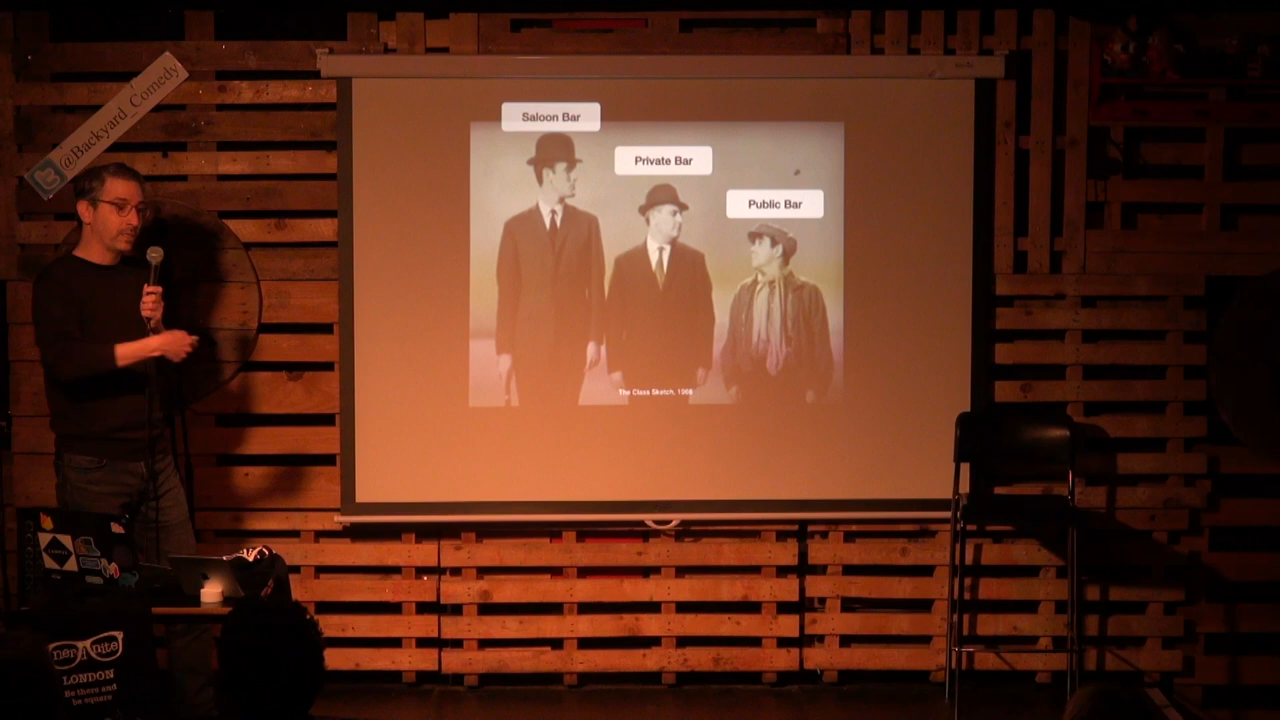 @Backyard_Comedy
Saloon Bar
Private Bar
Public Bar
The Class Sketch, 1966
nerd nite
LONDON
Be there and
be square